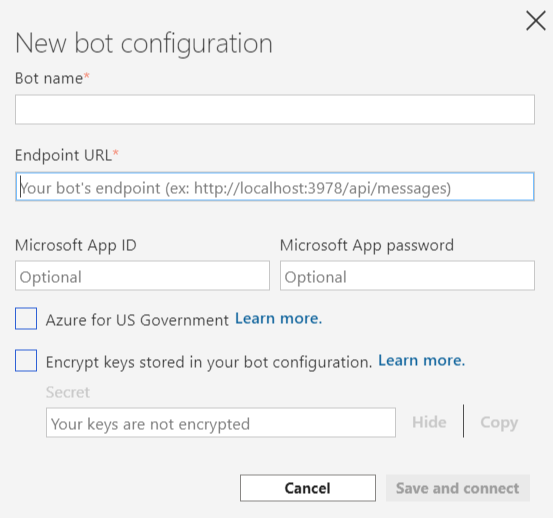 New bot configuration
Bot name*
Endpoint URL*
Your bot's endpoint (ex: http://localhost:3978/api/messages)
Microsoft App ID Microsoft App password
Optional Optional
Azure for US Government Learn more.
Encrypt keys stored in your bot configuration. Learn more.
Secret
Your keys are not encrypted Hide Copy
Cancel Save and connect